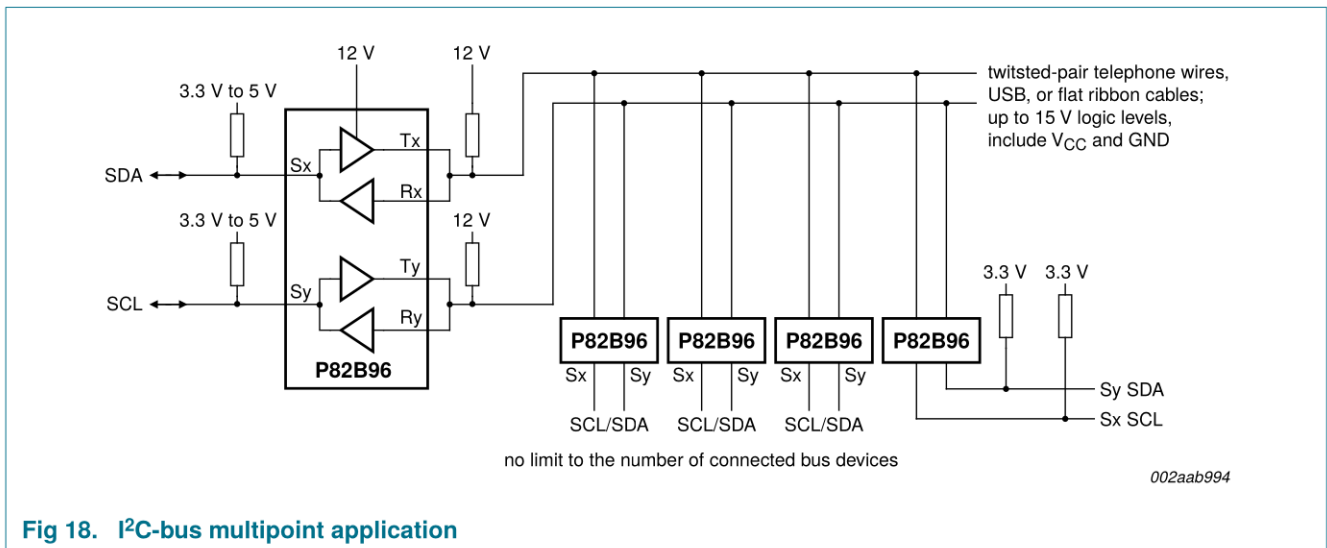 12 V
12 V
3.3 V to 5 V
twitsted-pair telephone wires,
USB, or flat ribbon cables;
up to 15 V logic levels,
include VCC and GND
Tx
Sx
SDA
Rx
3.3 V to 5 V
12 V
Ty
Sy
SCL
Ry
P82B96
3.3 V 3.3 V
P82B96 P82B96 P82B96 P82B96
Sx Sy Sx Sy Sx Sy
Sy SDA
Sx SCL
SCL/SDA SCL/SDA SCL/SDA
no limit to the number of connected bus devices
002aab994
Fig 18. I²C-bus multipoint application